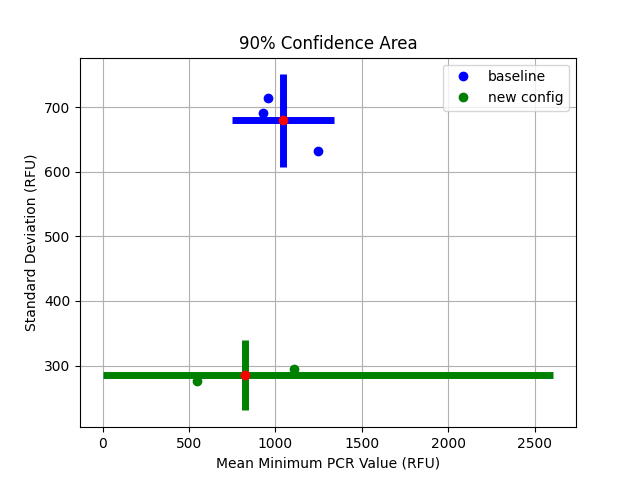 90% Confidence Area
baseline
new config
Standard Deviation (RFU)
700
600
500
400
300
0 500 1000 1500 2000 2500
Mean Minimum PCR Value (RFU)